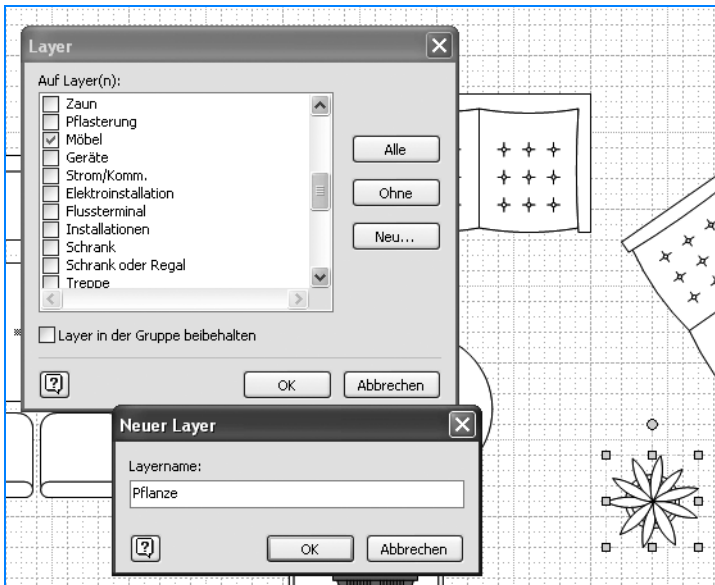 Layer
Auf Layer(n):
Zaun
Pflasterung
Möbel
Geräte
Strom/Komm.
Elektroinstallation
Flussterminal
Installationen
Schrank
Schrank oder Regal
Treppe
Alle
Ohne
Neu...
Layer in der Gruppe beibehalten
OK Abbrechen
Neuer Layer
Layername:
Pflanze
OK Abbrechen